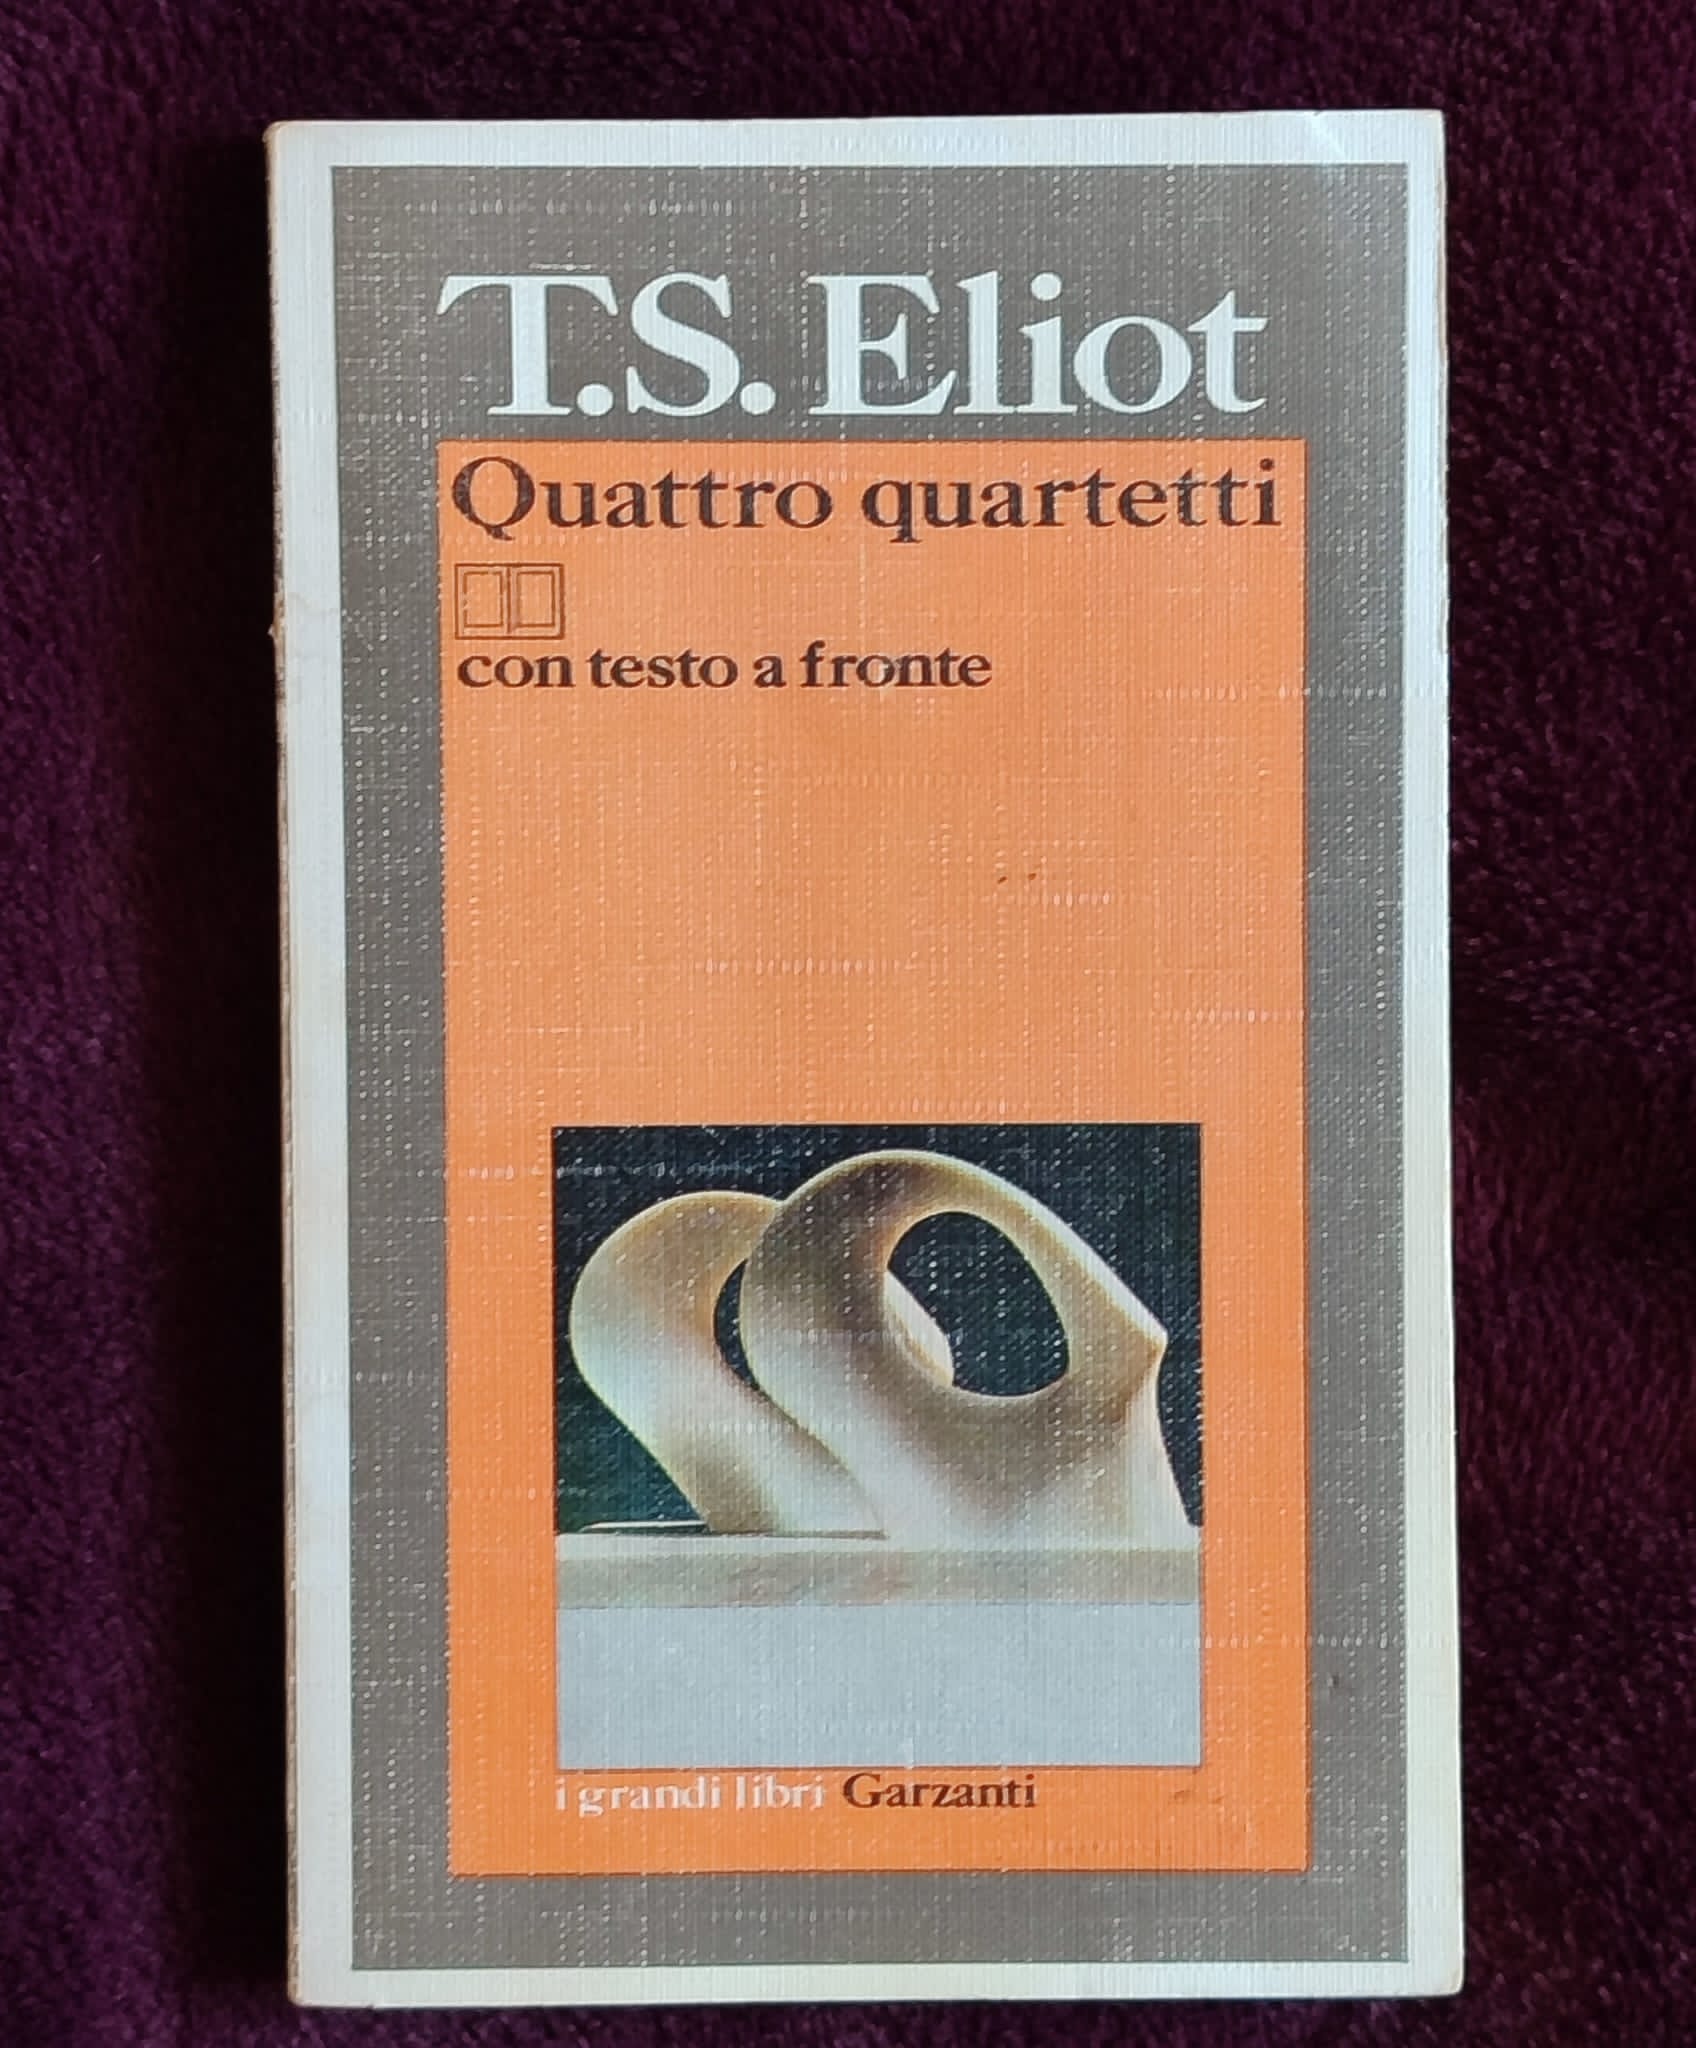 T.S. Eliot
Quattro quartetti
con testo a fronte
i grandi libri Garzanti